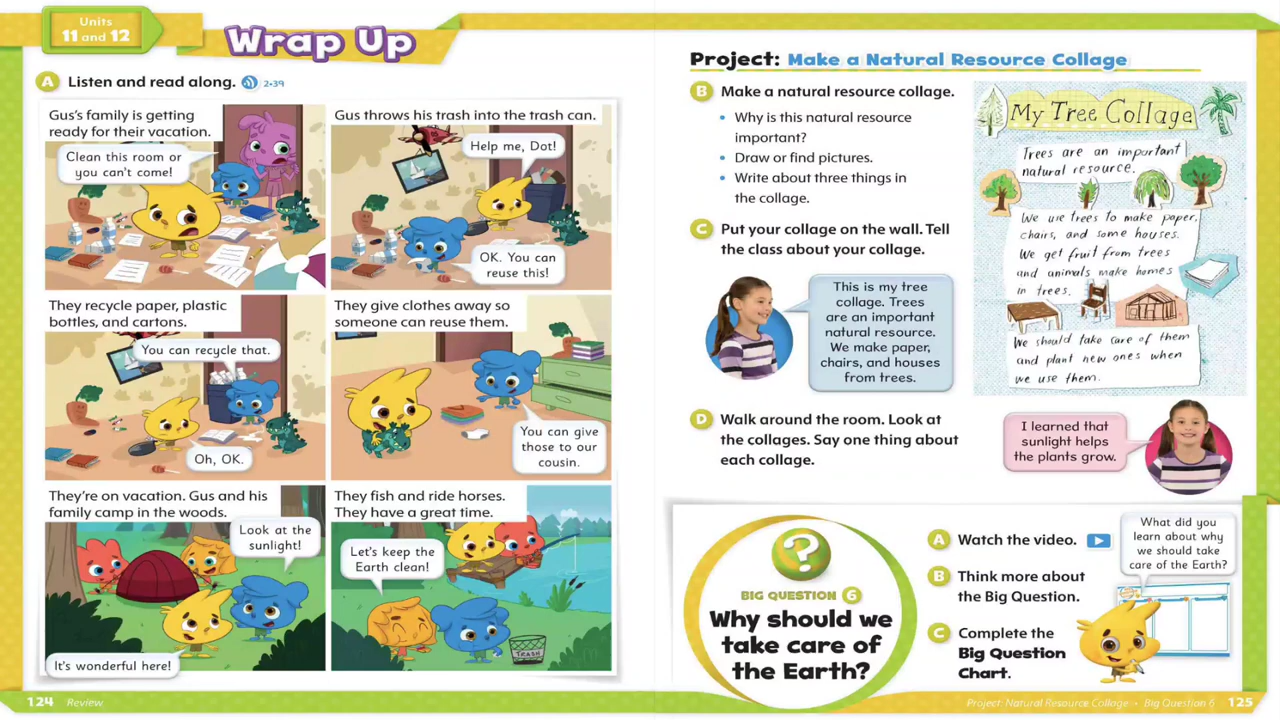 Units
11 and 12
Wrap Up
A Listen and read along. 2•39
Gus's family is getting
ready for their vacation.
Clean this room or
you can't come!
Gus throws his trash into the trash can.
Help me, Dot!
OK. You can
reuse this!
They recycle paper, plastic
bottles, and cartons.
You can recycle that.
Oh, OK.
They give clothes away so
someone can reuse them.
You can give
those to our
cousin.
They're on vacation. Gus and his
family camp in the woods.
Look at the
sunlight!
It's wonderful here!
They fish and ride horses.
They have a great time.
Let's keep the
Earth clean!
TRASH
124 Review
Project: Make a Natural Resource Collage
B Make a natural resource collage.
• Why is this natural resource
important?
• Draw or find pictures.
• Write about three things in
the collage.
My Tree Collage
Trees are an important
natural resource.
We use trees to make paper,
chairs, and some houses.
We get fruit from trees
and animals make homes
in trees.
We should take care of them
and plant new ones when
we use them.
C Put your collage on the wall. Tell
the class about your collage.
This is my tree
collage. Trees
are an important
natural resource.
We make paper,
chairs, and houses
from trees.
D Walk around the room. Look at
the collages. Say one thing about
each collage.
I learned that
sunlight helps
the plants grow.
?
BIG QUESTION 6
Why should we
take care of
the Earth?
A Watch the video.
B Think more about
the Big Question.
C Complete the
Big Question
Chart.
What did you
learn about why
we should take
care of the Earth?
Project: Natural Resource Collage • Big Question 6 125